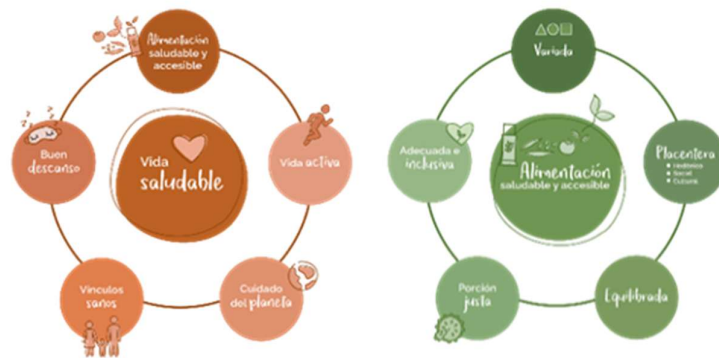 Alimentación
saludable y
accesible
Buen
descanso
Vida
saludable
Vida activa
Vínculos
sanos
Cuidado
del planeta
Variada
Adecuada e
inclusiva
Alimentación
saludable y accesible
Placentera
Hedónico
Social
Cultural
Porción
justa
Equilibrada